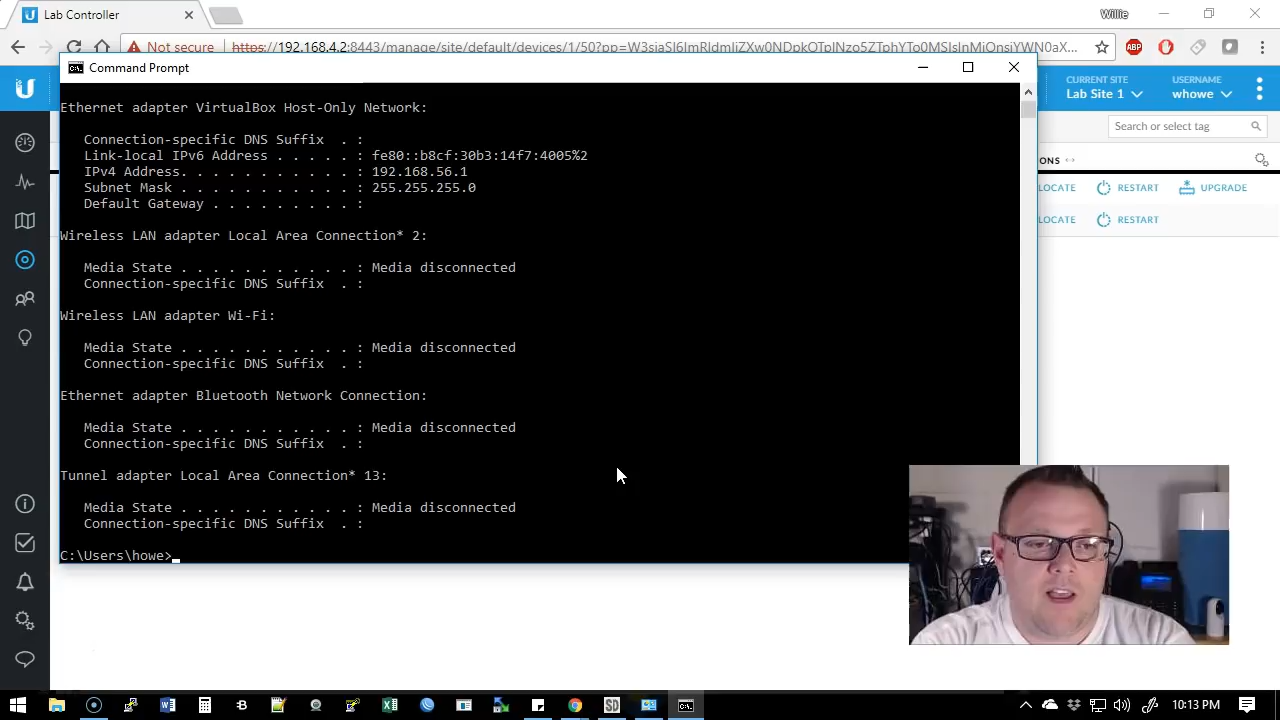 Lab Controller
Willie
Not secure
https://192.168.4.2:8443/manage/site/default/devices/1/50?pp=
ABP
Command Prompt
CURRENT SITE
Lab Site 1
USERNAME
whowe
Search or select tag
ONS
LOCATE RESTART UPGRADE
LOCATE RESTART
Ethernet adapter VirtualBox Host-Only Network:
Connection-specific DNS Suffix . :
Link-local IPv6 Address . . . . . : fe80::b8cf:30b3:14f7:4005%2
IPv4 Address. . . . . . . . . . . : 192.168.56.1
Subnet Mask . . . . . . . . . . . : 255.255.255.0
Default Gateway . . . . . . . . . :
Wireless LAN adapter Local Area Connection* 2:
Media State . . . . . . . . . . . : Media disconnected
Connection-specific DNS Suffix . :
Wireless LAN adapter Wi-Fi:
Media State . . . . . . . . . . . : Media disconnected
Connection-specific DNS Suffix . :
Ethernet adapter Bluetooth Network Connection:
Media State . . . . . . . . . . . : Media disconnected
Connection-specific DNS Suffix . :
Tunnel adapter Local Area Connection* 13:
Media State . . . . . . . . . . . : Media disconnected
Connection-specific DNS Suffix . :
C:\Users\howe>_
10:13 PM